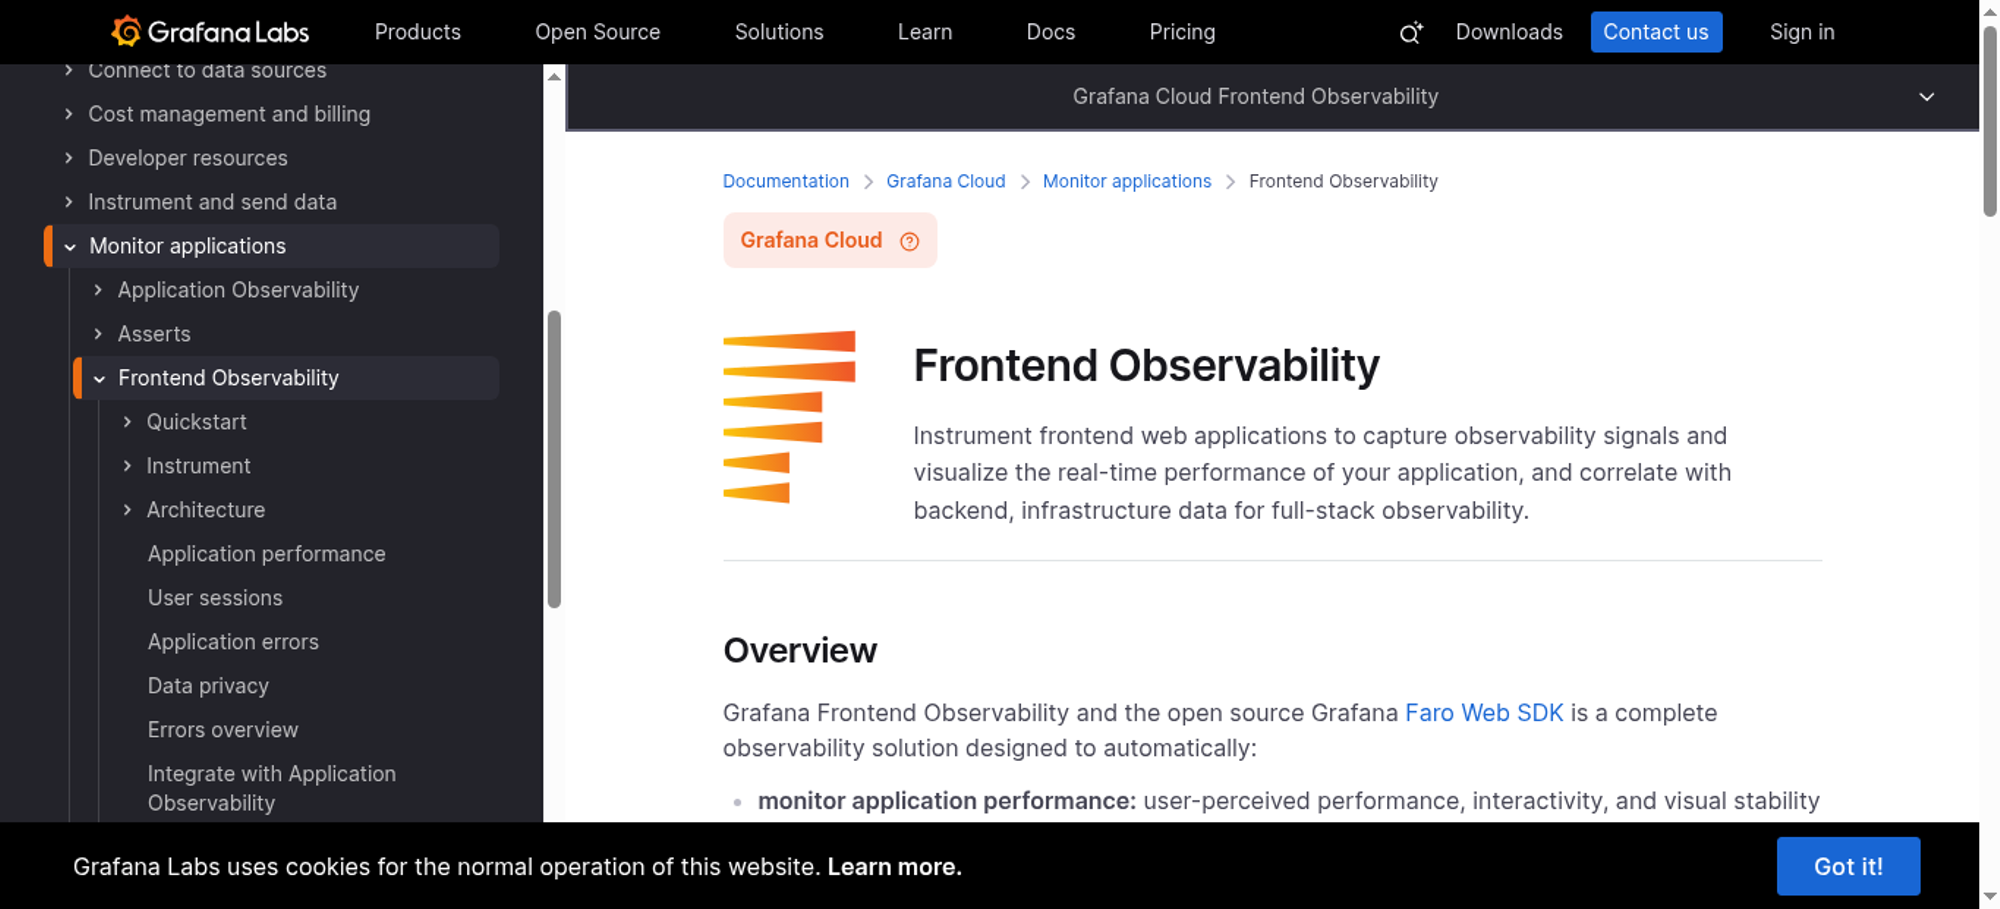 Grafana Labs
Products
Open Source
Solutions
Learn
Docs
Pricing
Downloads
Contact us
Sign in
Connect to data sources
Cost management and billing
Developer resources
Instrument and send data
Monitor applications
Application Observability
Asserts
Frontend Observability
Quickstart
Instrument
Architecture
Application performance
User sessions
Application errors
Data privacy
Errors overview
Integrate with Application
Observability
Grafana Cloud Frontend Observability
Documentation > Grafana Cloud > Monitor applications > Frontend Observability
Grafana Cloud
Frontend Observability
Instrument frontend web applications to capture observability signals and
visualize the real-time performance of your application, and correlate with
backend, infrastructure data for full-stack observability.
Overview
Grafana Frontend Observability and the open source Grafana Faro Web SDK is a complete
observability solution designed to automatically:
• monitor application performance: user-perceived performance, interactivity, and visual stability
Grafana Labs uses cookies for the normal operation of this website. Learn more.
Got it!